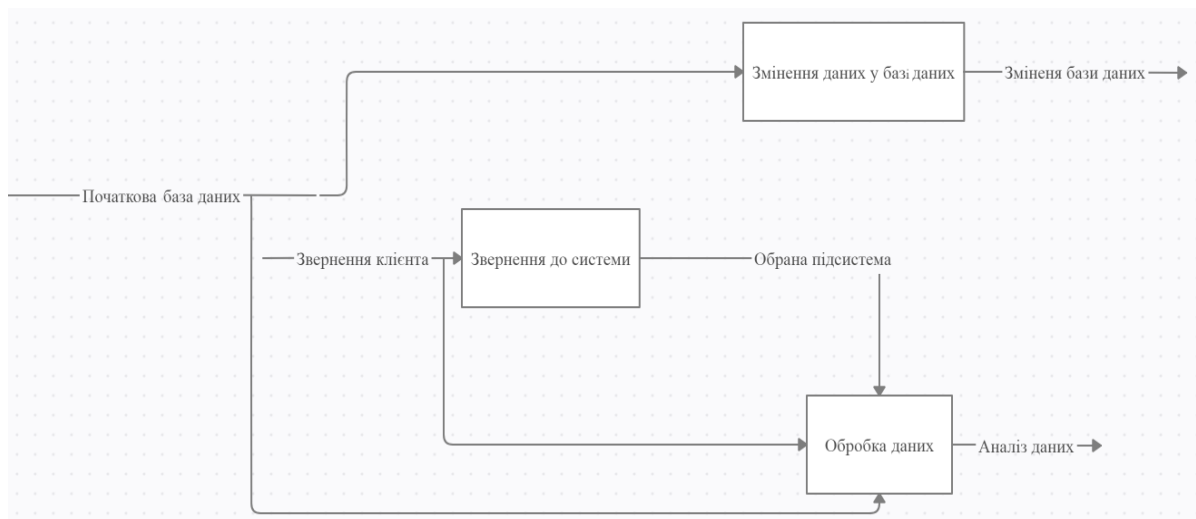 Змінення даних у базі даних
Зміненя бази даних
Початкова база даних
Звернення клієнта
Звернення до системи
Обрана підсистема
Обробка даних
Аналіз даних